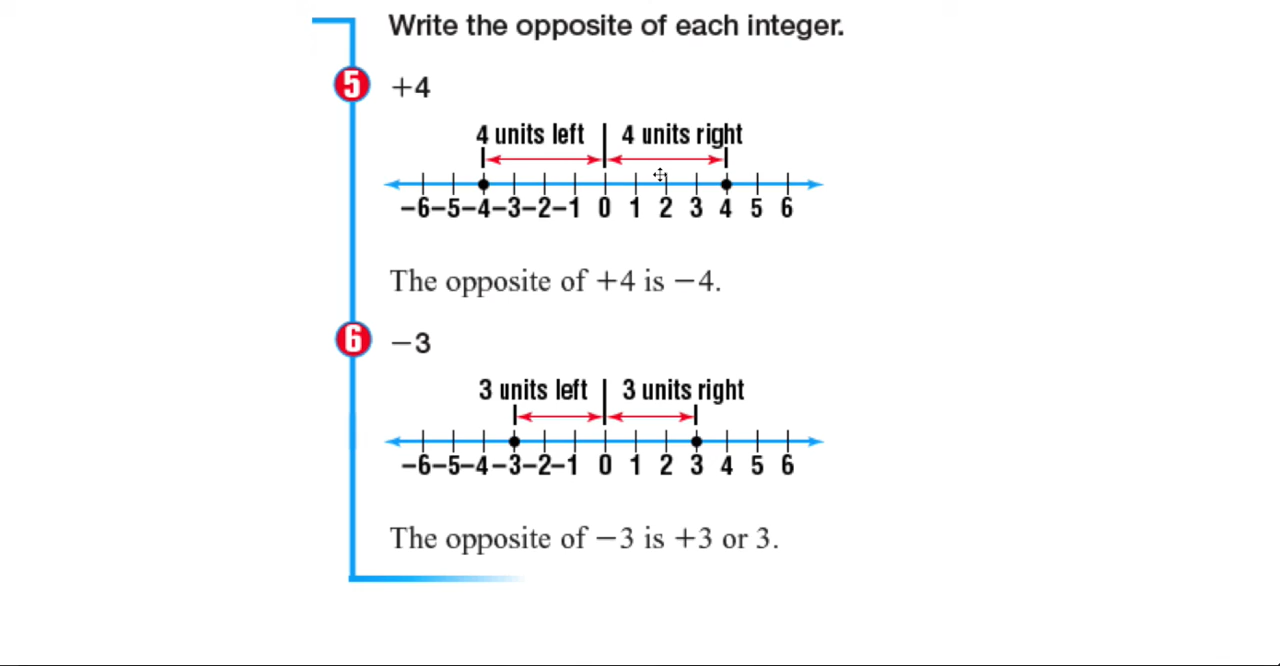 Write the opposite of each integer.
5 +4
4 units left 4 units right
−6 −5 −4 −3 −2 −1 0 1 2 3 4 5 6
The opposite of +4 is −4.
6 −3
3 units left 3 units right
−6 −5 −4 −3 −2 −1 0 1 2 3 4 5 6
The opposite of −3 is +3 or 3.